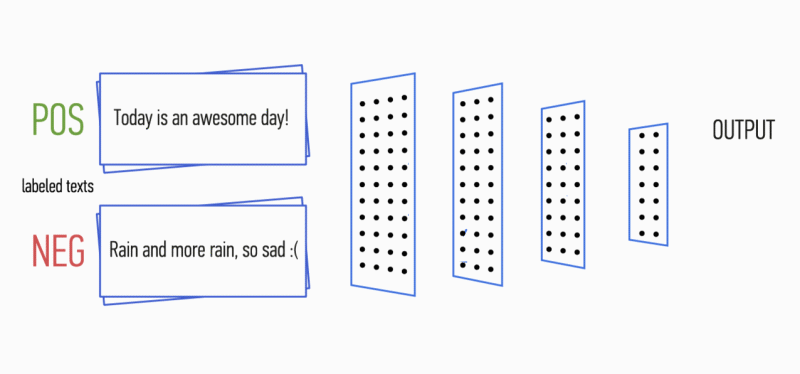 POS
Today is an awesome day!
labeled texts
NEG
Rain and more rain, so sad :(
OUTPUT